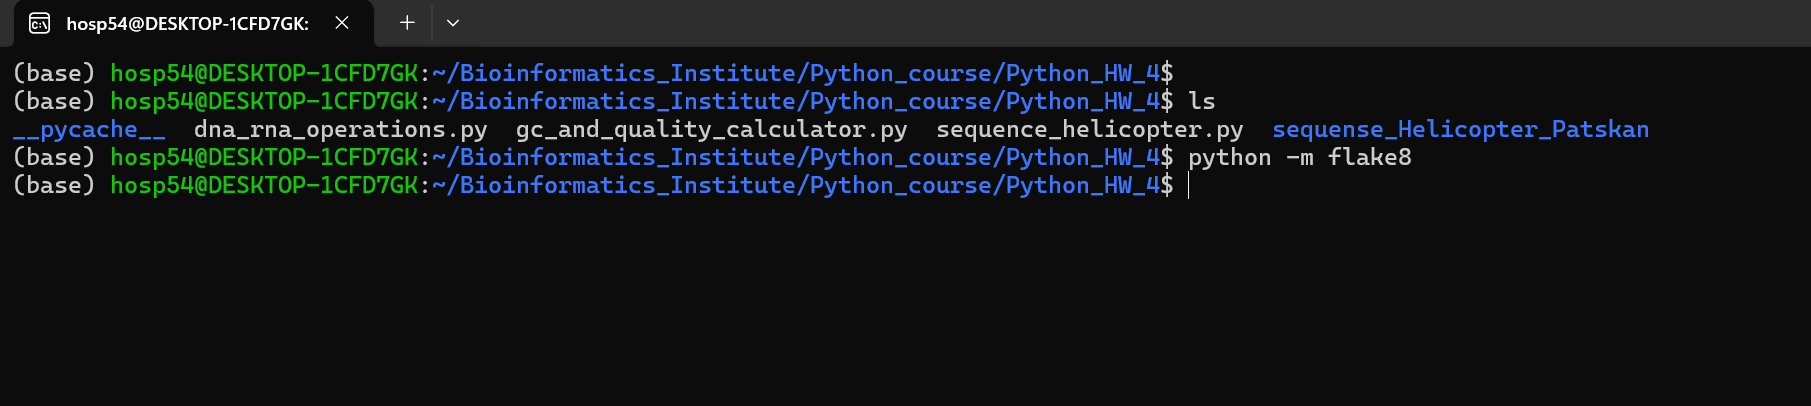 hosp54@DESKTOP-1CFD7GK:
(base) hosp54@DESKTOP-1CFD7GK:~/Bioinformatics_Institute/Python_course/Python_HW_4$
(base) hosp54@DESKTOP-1CFD7GK:~/Bioinformatics_Institute/Python_course/Python_HW_4$ ls
__pycache__  dna_rna_operations.py  gc_and_quality_calculator.py  sequence_helicopter.py  sequense_Helicopter_Patskan
(base) hosp54@DESKTOP-1CFD7GK:~/Bioinformatics_Institute/Python_course/Python_HW_4$ python -m flake8
(base) hosp54@DESKTOP-1CFD7GK:~/Bioinformatics_Institute/Python_course/Python_HW_4$